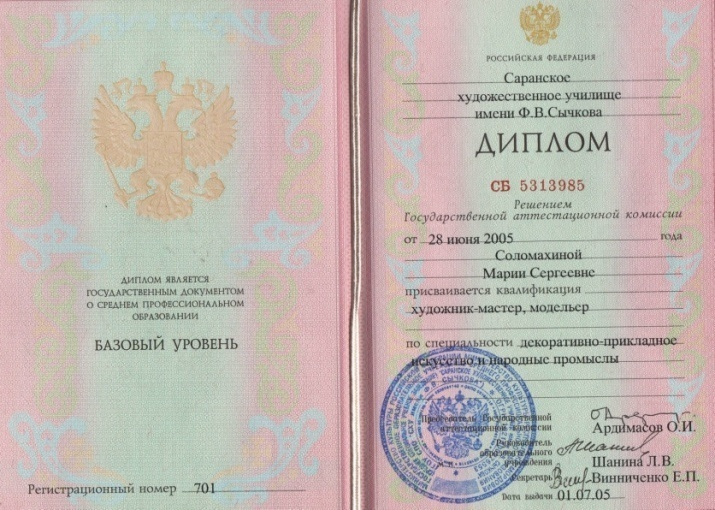 ДИПЛОМ ЯВЛЯЕТСЯ
ГОСУДАРСТВЕННЫМ ДОКУМЕНТОМ
О СРЕДНЕМ ПРОФЕССИОНАЛЬНОМ
ОБРАЗОВАНИИ
БАЗОВЫЙ УРОВЕНЬ
Регистрационный номер 701
РОССИЙСКАЯ ФЕДЕРАЦИЯ
Саранское
художественное училище
имени Ф.В.Сычкова
ДИПЛОМ
СБ 5313985
Решением
Государственной аттестационной комиссии
от 28 июня 2005 года
Соломахиной
Марии Сергеевне
присваивается квалификация
художник-мастер, модельер
по специальности декоративно-прикладное
искусство и народные промыслы
Председатель Государственной
аттестационной комиссии Ардимасов О.И.
Руководитель
образовательного
учреждения Шанина Л.В.
М.П. Секретарь Винниченко Е.П.
Дата выдачи 01.07.05